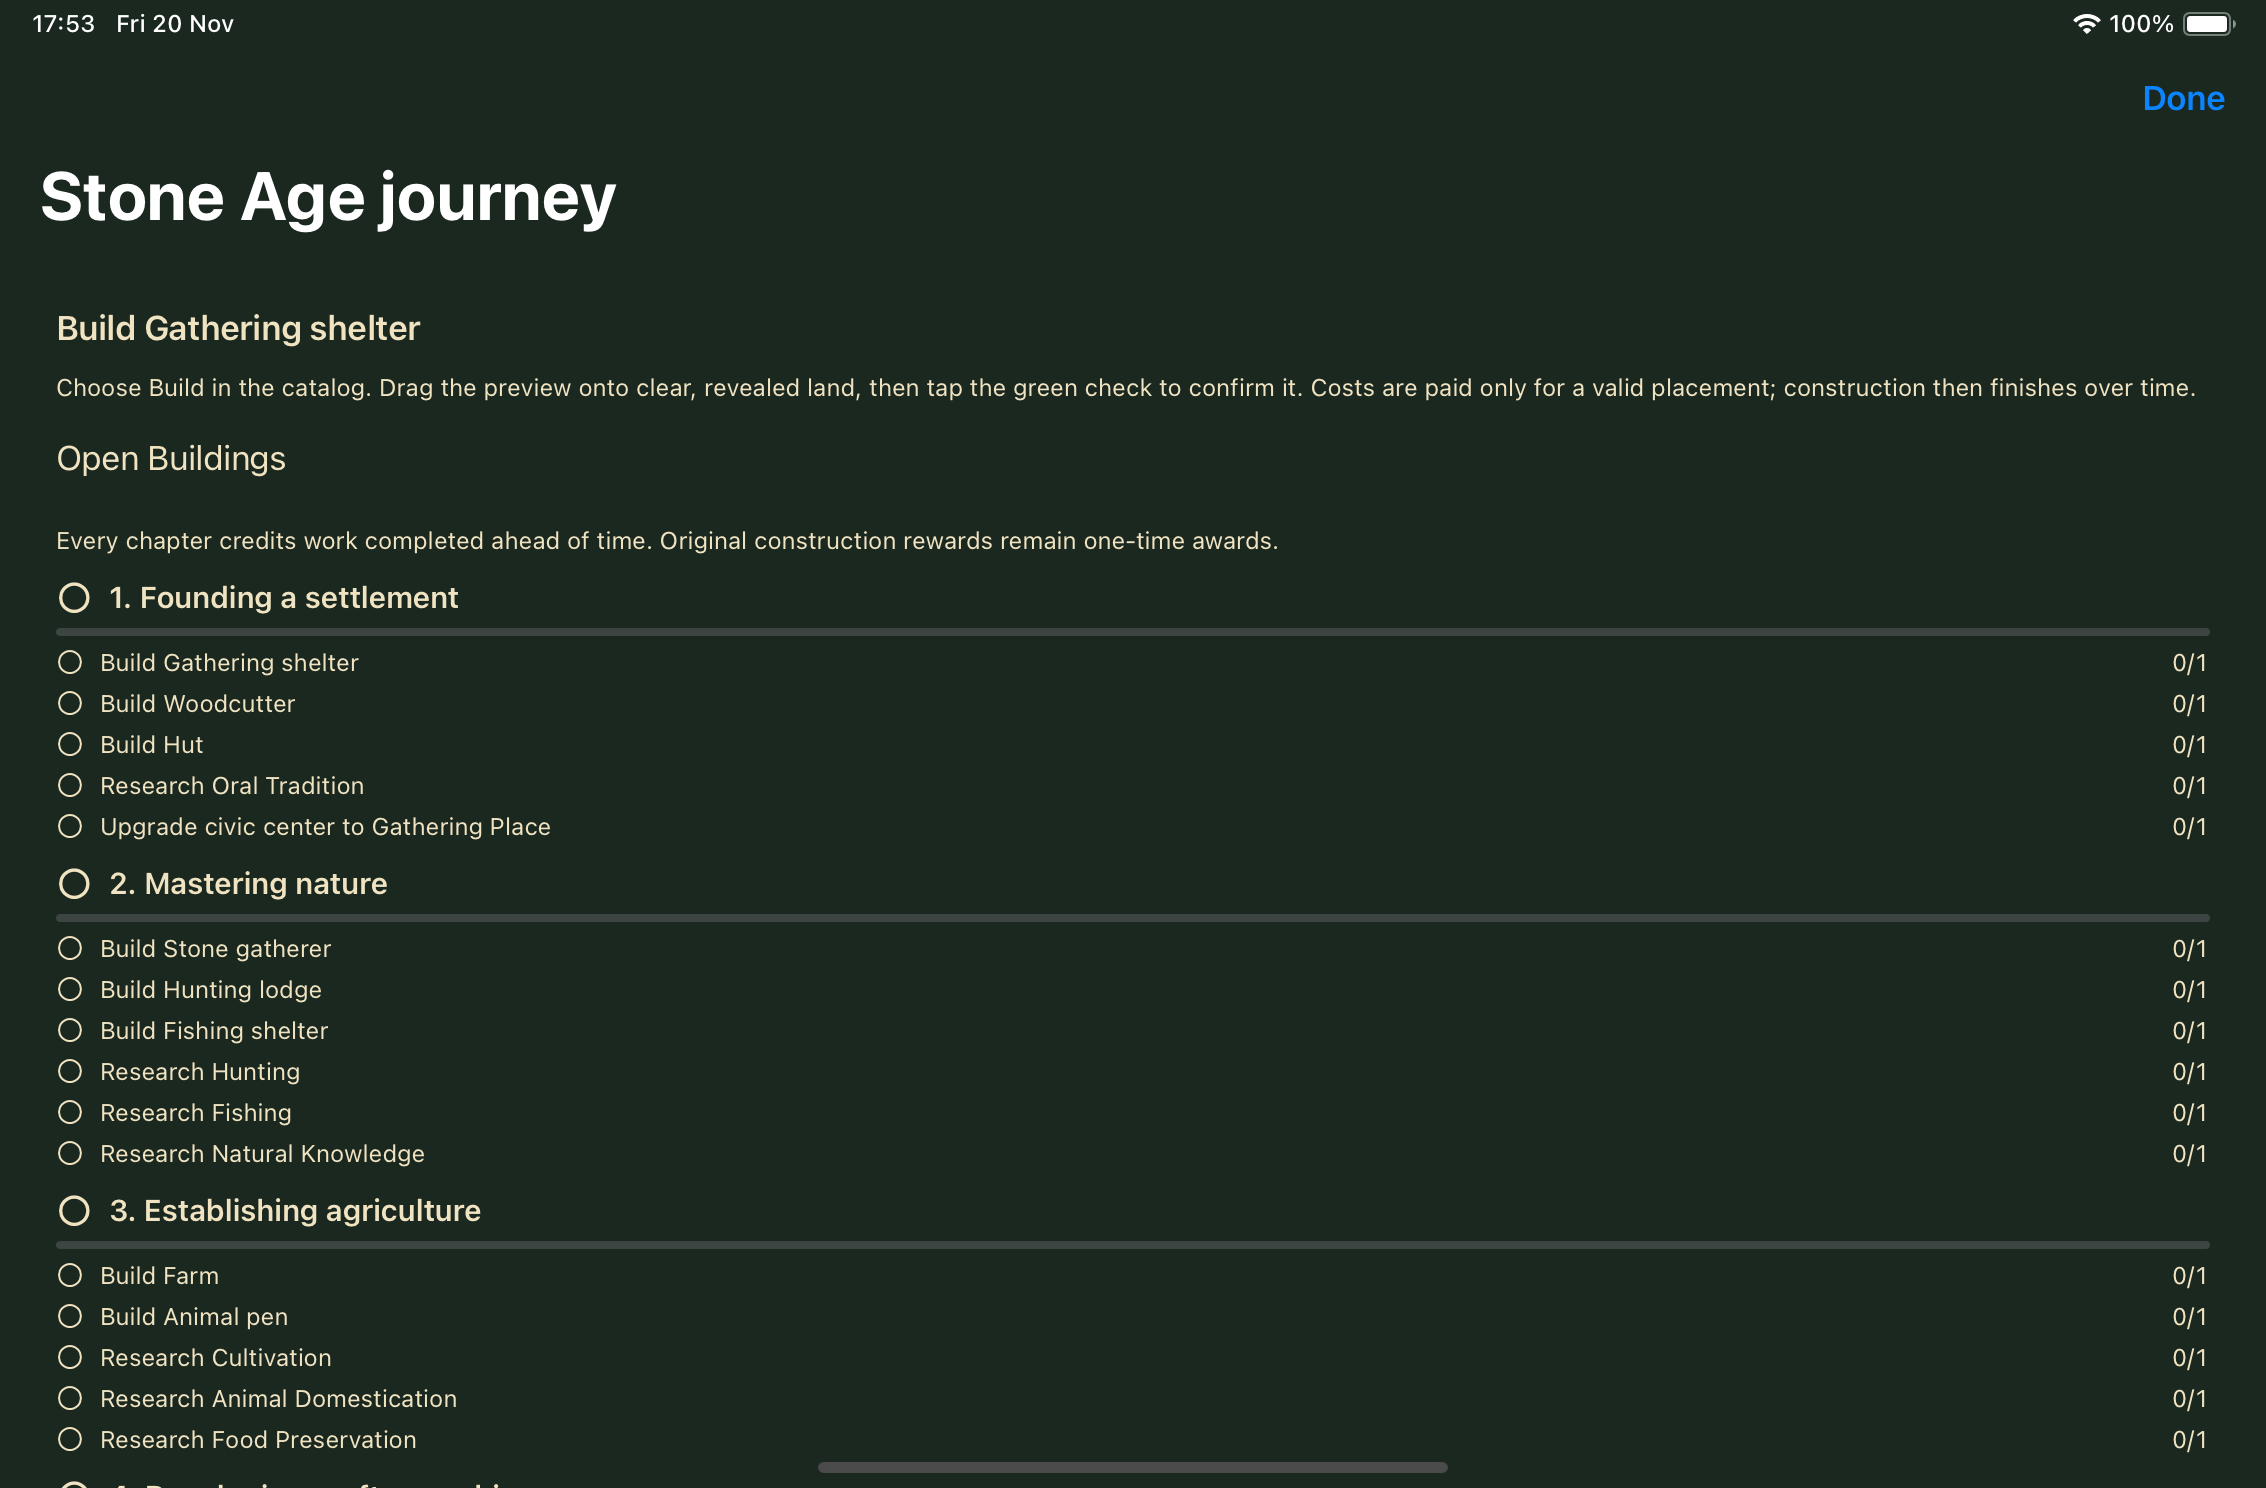 17:53 Fri 20 Nov 100%
Done
Stone Age journey
Build Gathering shelter
Choose Build in the catalog. Drag the preview onto clear, revealed land, then tap the green check to confirm it. Costs are paid only for a valid placement; construction then finishes over time.
Open Buildings
Every chapter credits work completed ahead of time. Original construction rewards remain one-time awards.
1. Founding a settlement
Build Gathering shelter 0/1
Build Woodcutter 0/1
Build Hut 0/1
Research Oral Tradition 0/1
Upgrade civic center to Gathering Place 0/1
2. Mastering nature
Build Stone gatherer 0/1
Build Hunting lodge 0/1
Build Fishing shelter 0/1
Research Hunting 0/1
Research Fishing 0/1
Research Natural Knowledge 0/1
3. Establishing agriculture
Build Farm 0/1
Build Animal pen 0/1
Research Cultivation 0/1
Research Animal Domestication 0/1
Research Food Preservation 0/1